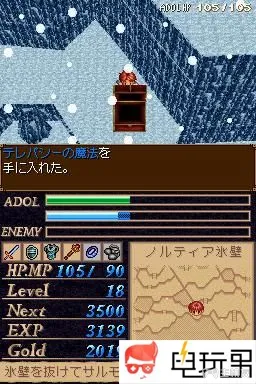 ADOL HP 105/105
テレパシーの魔法を
手に入れた。
ADOL
ENEMY
HP.MP 105/ 90
Level 18
Next 3500
EXP 3139
Gold 2019
ノルティア氷壁
氷壁を抜けてサルモ
电玩男